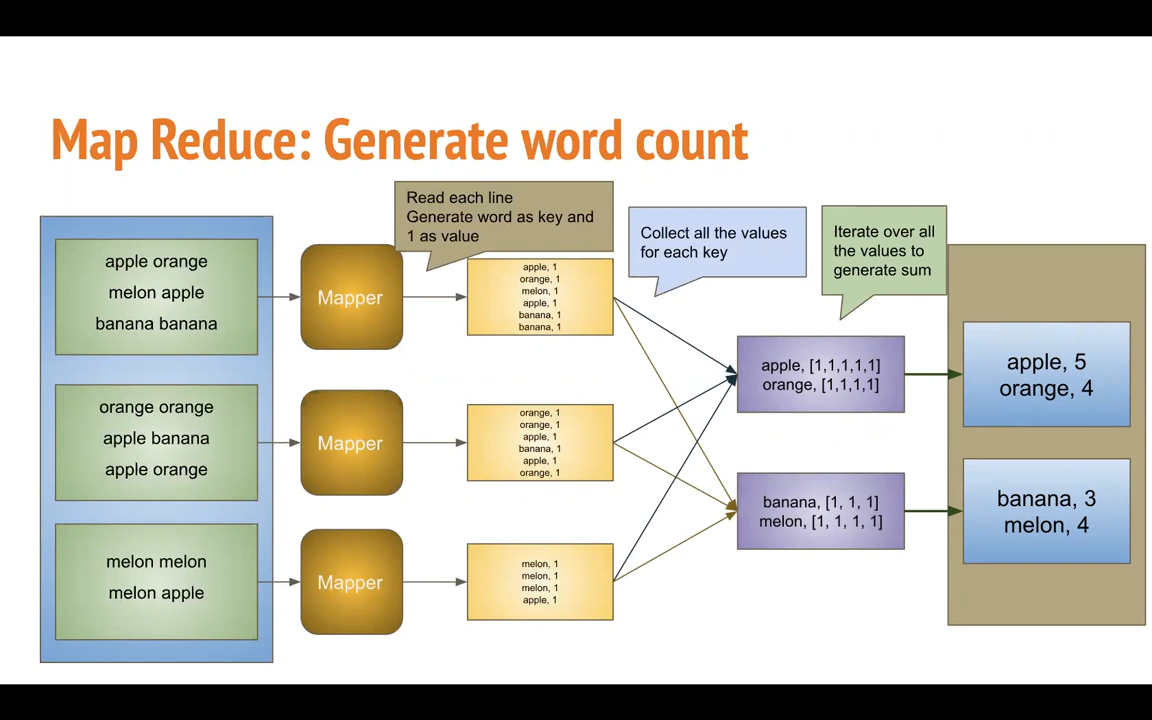 Map Reduce: Generate word count
Read each line
Generate word as key and
1 as value
Collect all the values
for each key
Iterate over all
the values to
generate sum
apple orange
melon apple
banana banana
Mapper
apple, 1
orange, 1
melon, 1
apple, 1
banana, 1
banana, 1
orange orange
apple banana
apple orange
Mapper
orange, 1
orange, 1
apple, 1
banana, 1
apple, 1
orange, 1
melon melon
melon apple
Mapper
melon, 1
melon, 1
melon, 1
apple, 1
apple, [1,1,1,1,1]
orange, [1,1,1,1]
banana, [1, 1, 1]
melon, [1, 1, 1, 1]
apple, 5
orange, 4
banana, 3
melon, 4